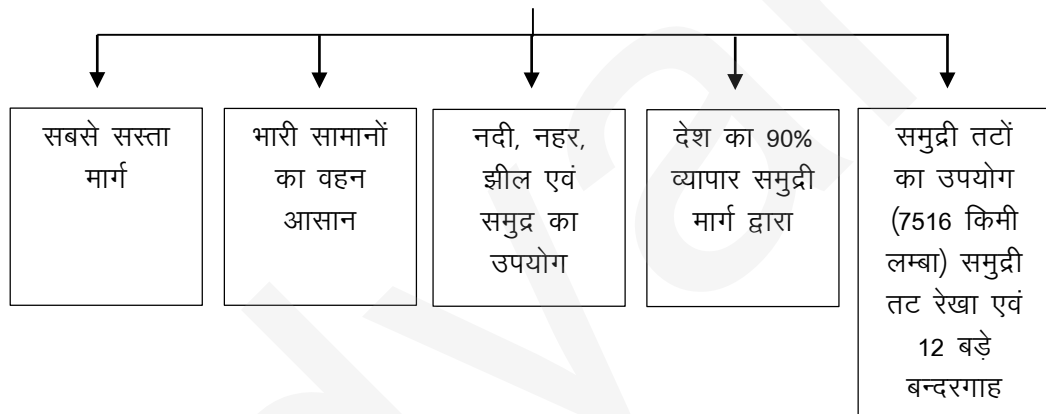 सबसे सस्ता
मार्ग
भारी सामानों
का वहन
आसान
नदी, नहर,
झील एवं
समुद्र का
उपयोग
देश का 90%
व्यापार समुद्री
मार्ग द्वारा
समुद्री तटों
का उपयोग
(7516 किमी
लम्बा) समुद्री
तट रेखा एवं
12 बड़े
बन्दरगाह